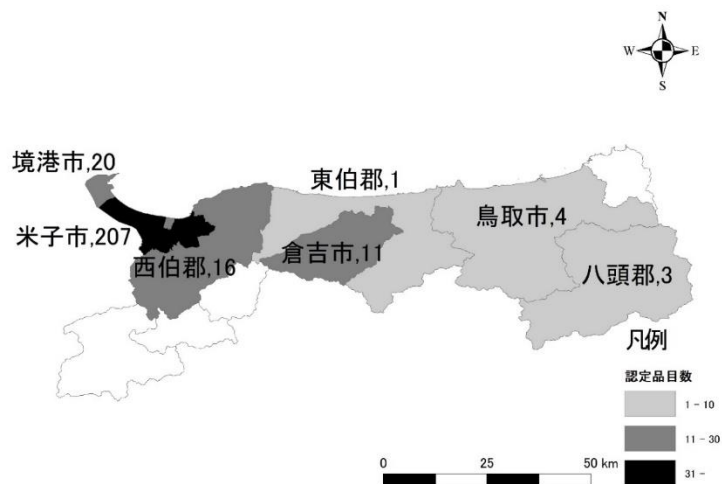 N
W E
S
境港市,20
東伯郡,1
鳥取市,4
米子市,207
西伯郡,16
倉吉市,11
八頭郡,3
凡例
認定品目数
1 - 10
11 - 30
31 -
0 25 50 km